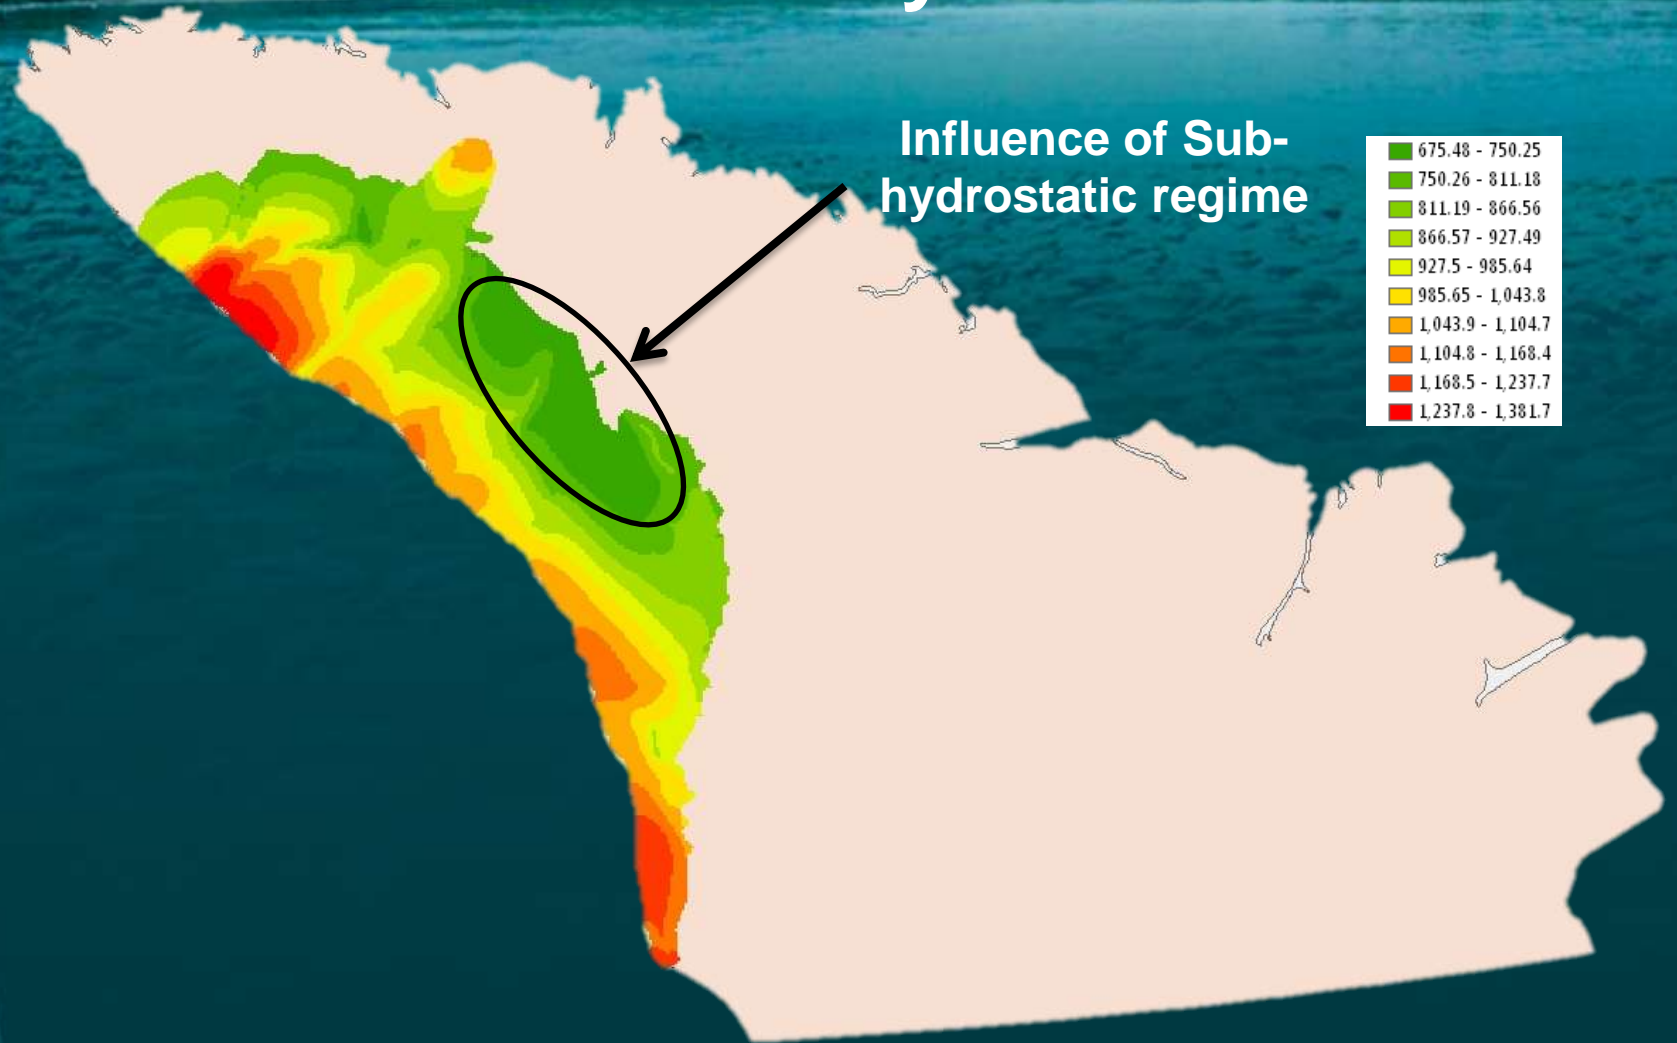 Influence of Sub-
hydrostatic regime
675.48 - 750.25
750.26 - 811.18
811.19 - 866.56
866.57 - 927.49
927.5 - 985.64
985.65 - 1,043.8
1,043.9 - 1,104.7
1,104.8 - 1,168.4
1,168.5 - 1,237.7
1,237.8 - 1,381.7